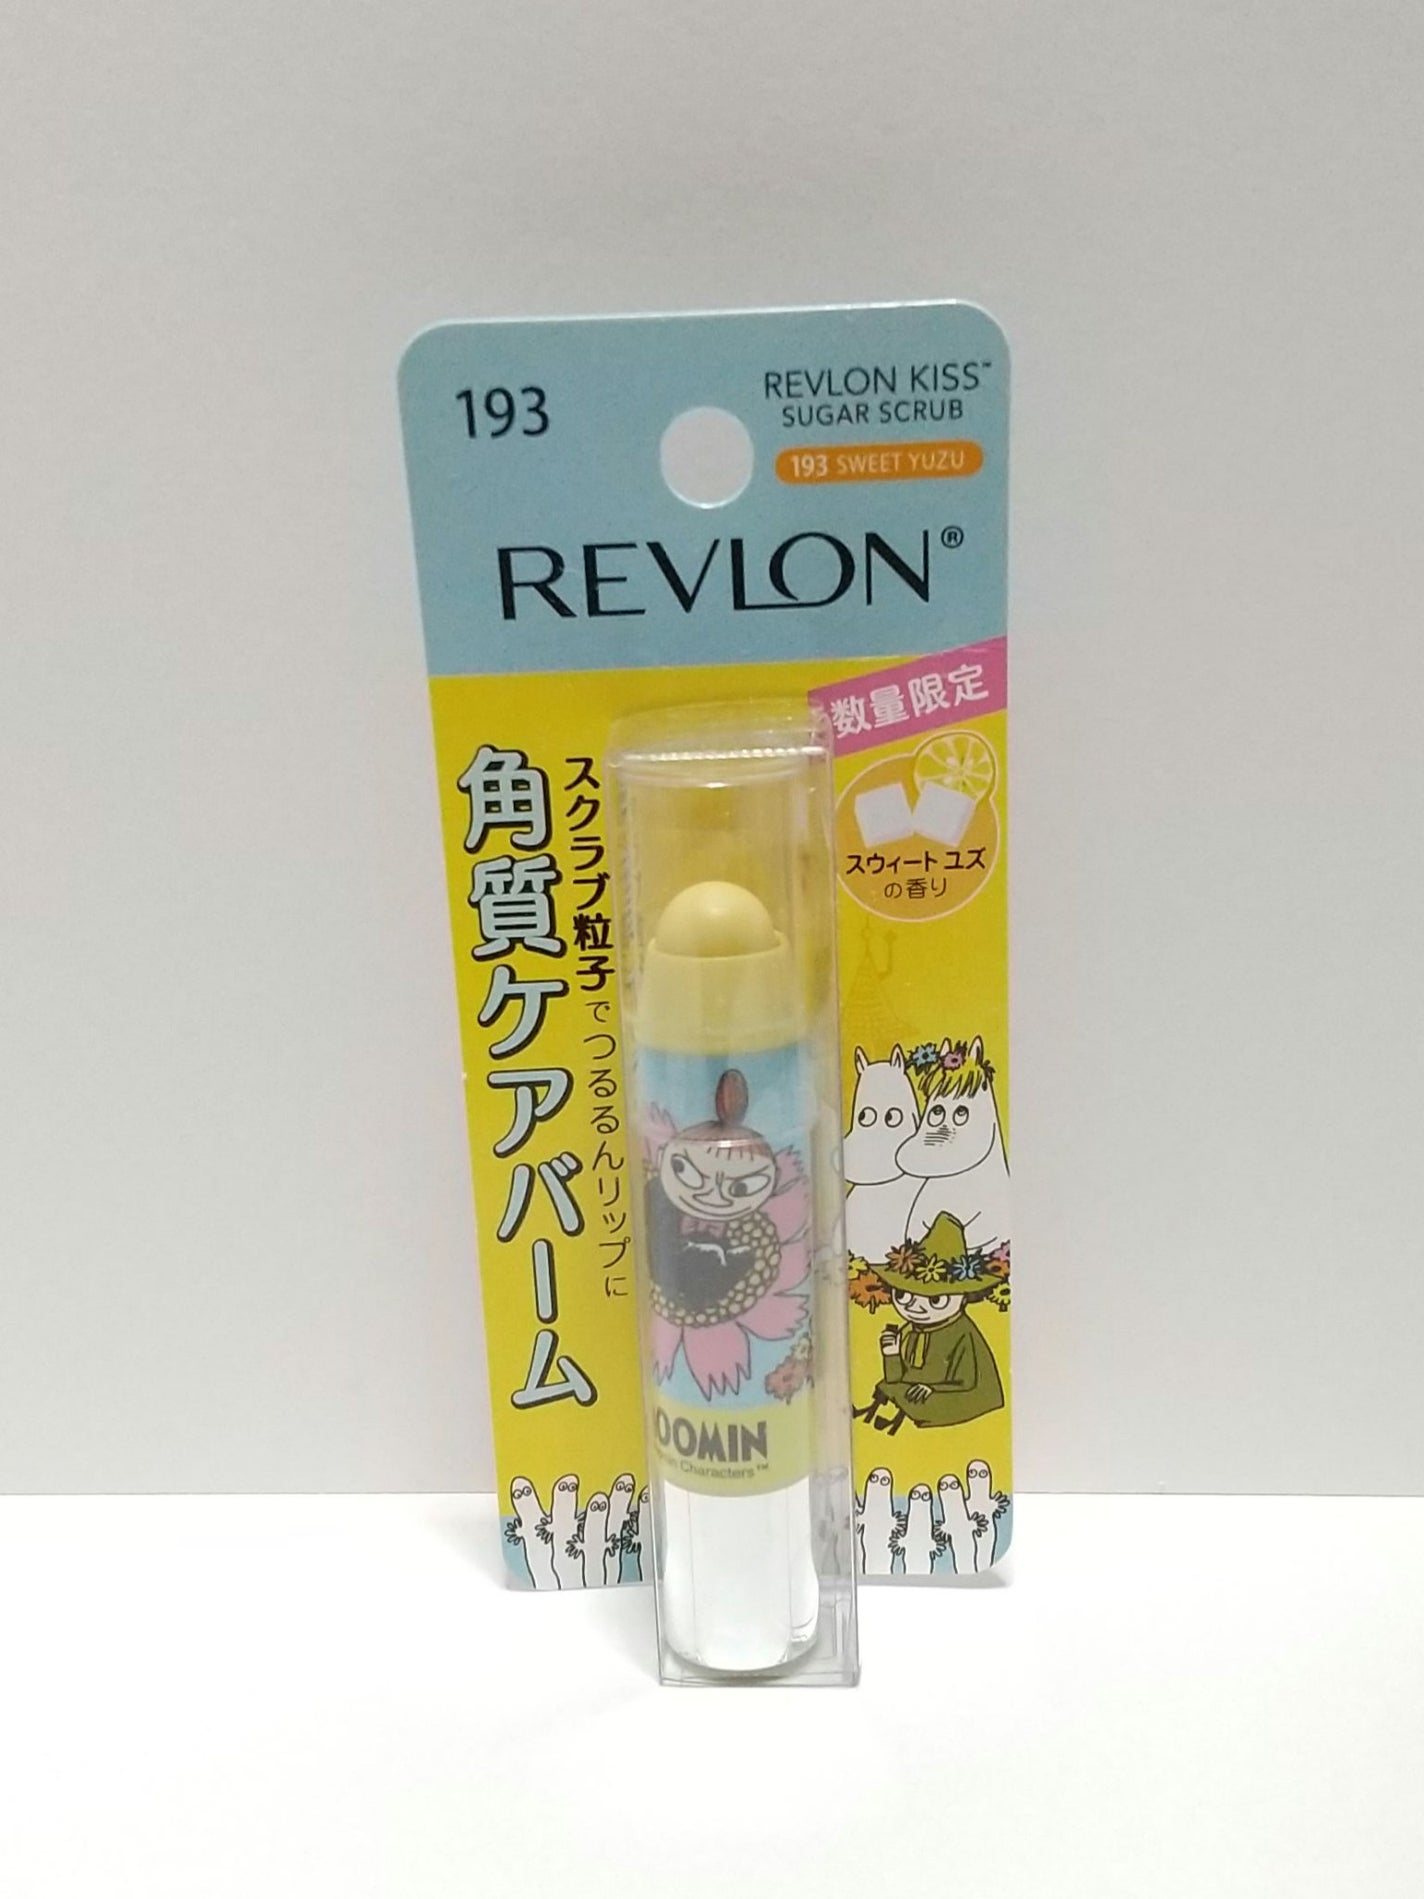 193
REVLON KISS™
SUGAR SCRUB
193 SWEET YUZU
REVLON®
数量限定
スウィート ユズ
の香り
スクラブ粒子でつるるんリップに
角質ケアバーム
OOMIN
Characters™